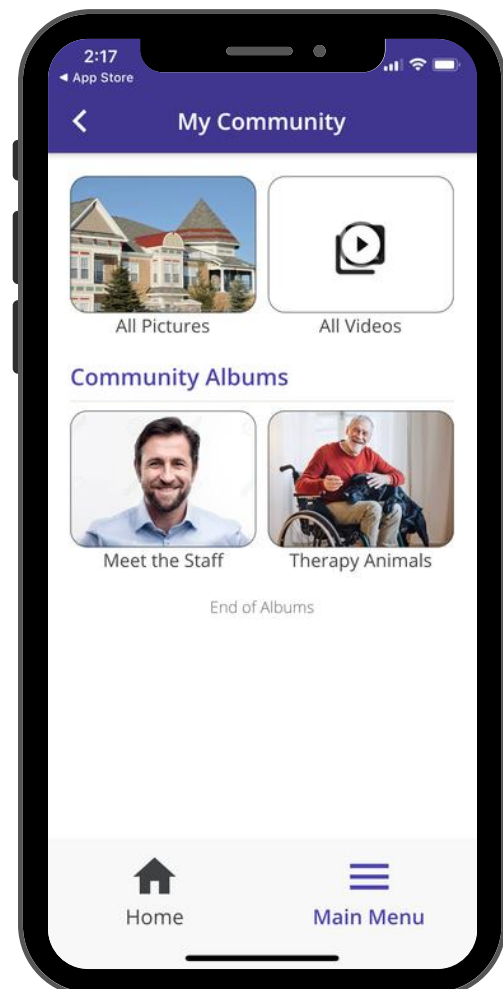 2:17
◀ App Store
My Community
All Pictures
All Videos
Community Albums
Meet the Staff
Therapy Animals
End of Albums
Home
Main Menu